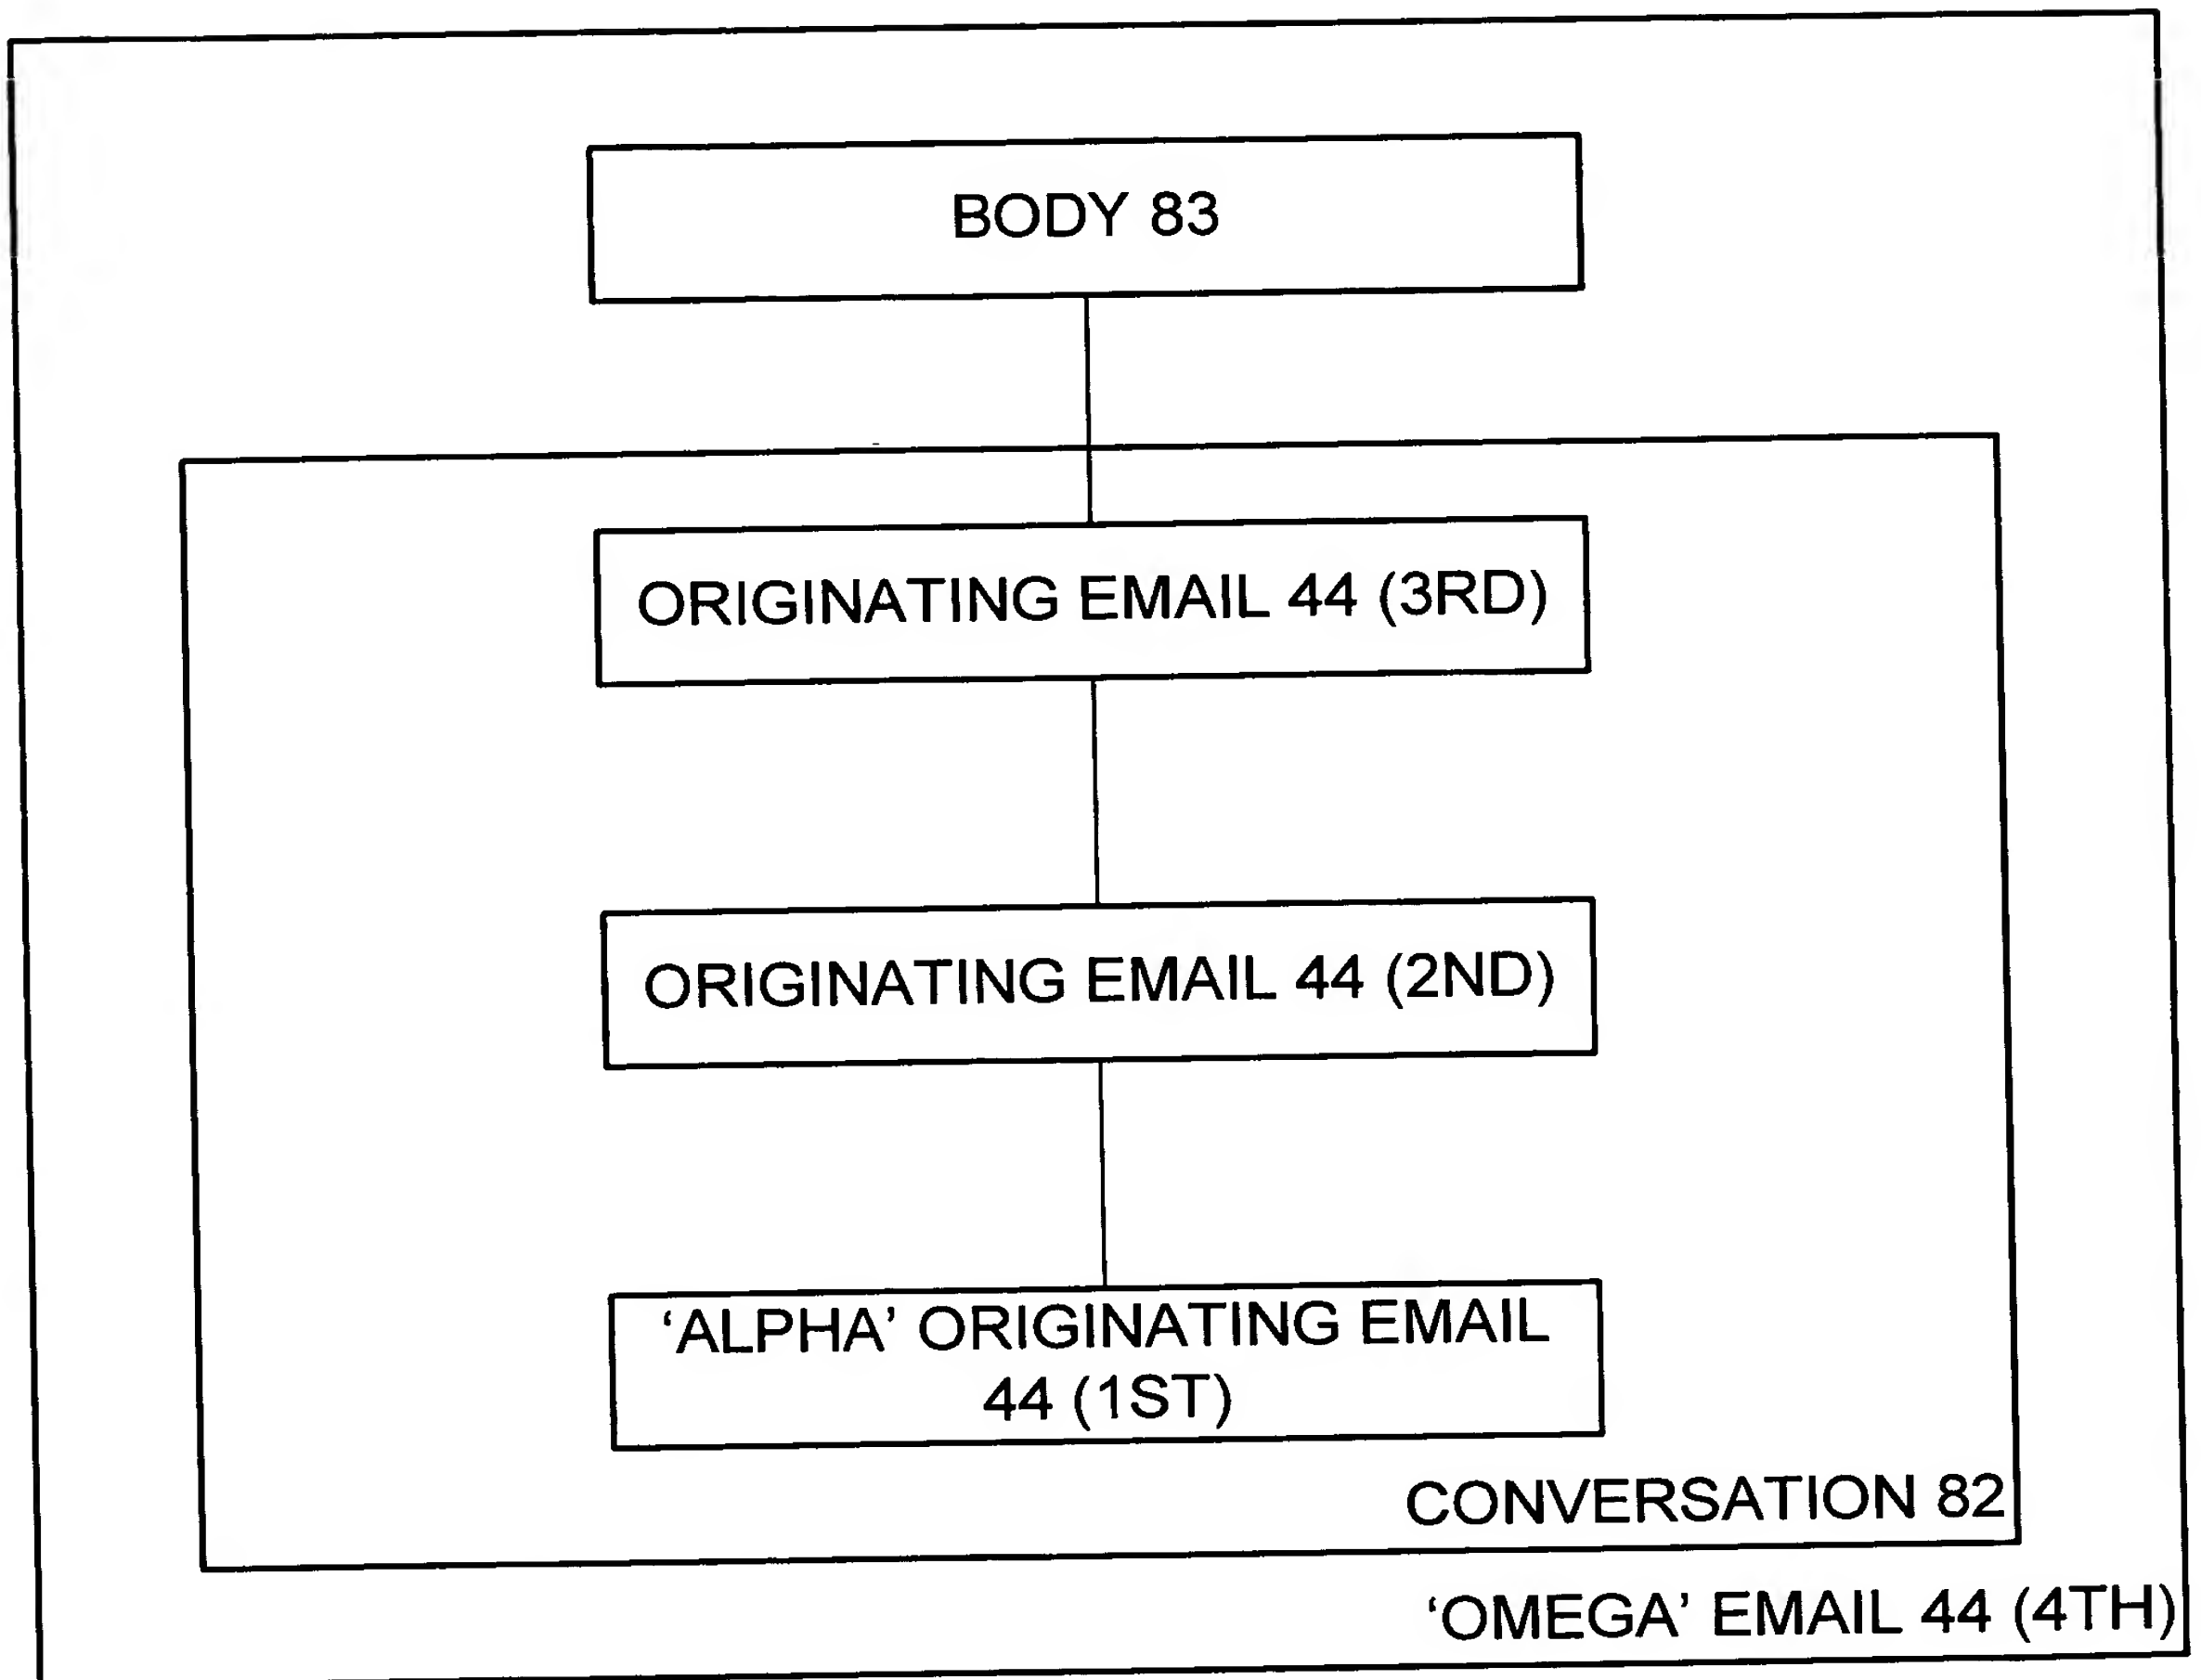 BODY 83
ORIGINATING EMAIL 44 (3RD)
ORIGINATING EMAIL 44 (2ND)
‘ALPHA’ ORIGINATING EMAIL
44 (1ST)
CONVERSATION 82
‘OMEGA’ EMAIL 44 (4TH)